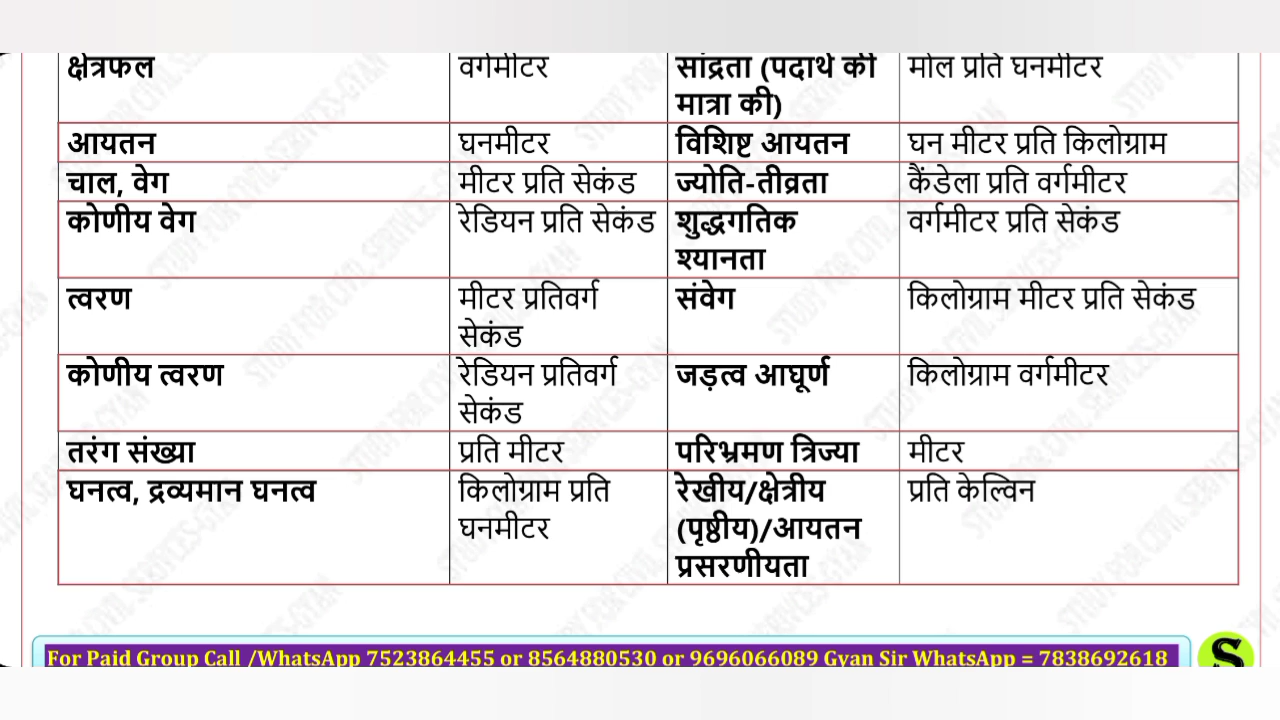 क्षेत्रफल वर्गमीटर सांद्रता (पदार्थ की मोल प्रति घनमीटर
मात्रा की)
आयतन घनमीटर विशिष्ट आयतन घन मीटर प्रति किलोग्राम
चाल, वेग मीटर प्रति सेकंड ज्योति-तीव्रता कैंडेला प्रति वर्गमीटर
कोणीय वेग रेडियन प्रति सेकंड शुद्धगतिक वर्गमीटर प्रति सेकंड
श्यानता
त्वरण मीटर प्रतिवर्ग संवेग किलोग्राम मीटर प्रति सेकंड
सेकंड
कोणीय त्वरण रेडियन प्रतिवर्ग जड़त्व आघूर्ण किलोग्राम वर्गमीटर
सेकंड
तरंग संख्या प्रति मीटर परिभ्रमण त्रिज्या मीटर
घनत्व, द्रव्यमान घनत्व किलोग्राम प्रति रेखीय/क्षेत्रीय प्रति केल्विन
घनमीटर (पृष्ठीय)/आयतन
प्रसरणीयता
For Paid Group Call /WhatsApp 7523864455 or 8564880530 or 9696066089 Gyan Sir WhatsApp = 7838692618
S